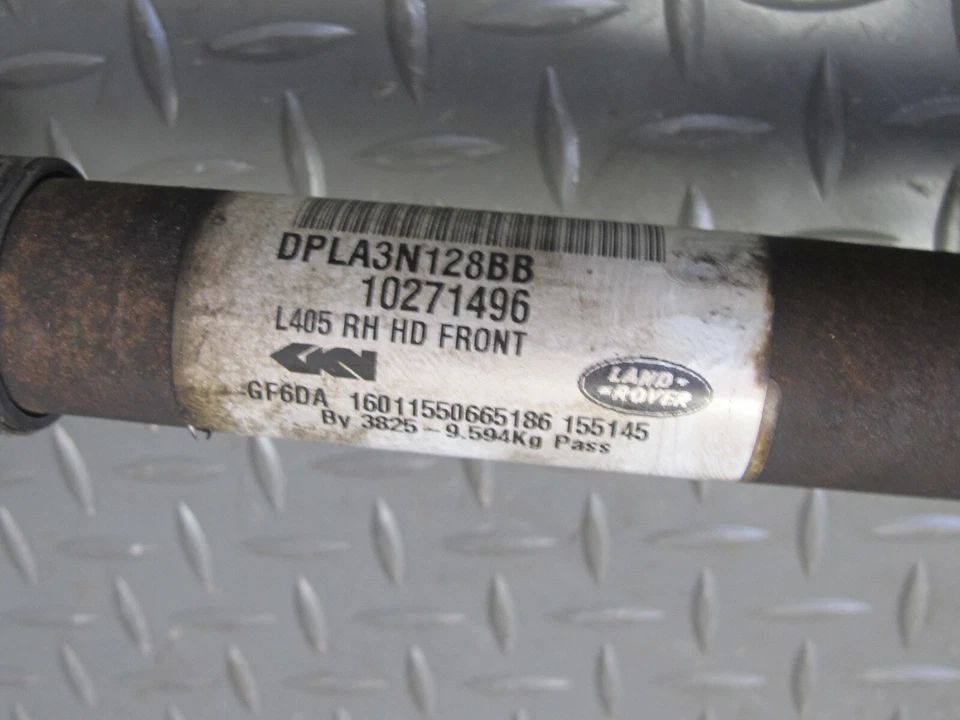 DPLA3N128BB
10271496
L405 RH HD FRONT
GKN
LAND-
-ROVER
GF6DA 16011550665186 155145
By 3825 - 9.594Kg Pass